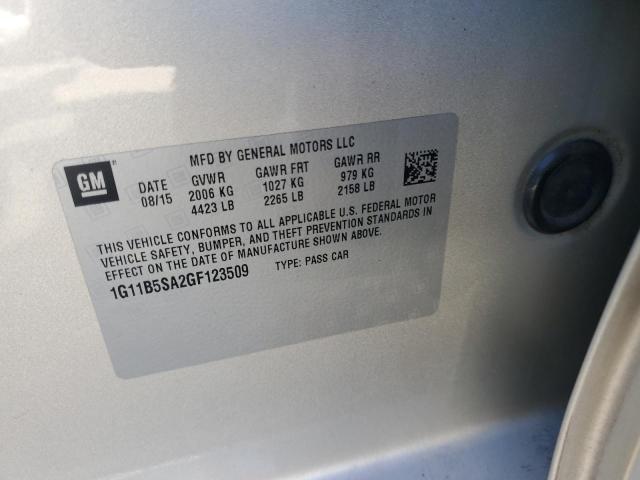 MFD BY GENERAL MOTORS LLC
GM
DATE GVWR GAWR FRT GAWR RR
08/15 2006 KG 1027 KG 979 KG
4423 LB 2265 LB 2158 LB
THIS VEHICLE CONFORMS TO ALL APPLICABLE U.S. FEDERAL MOTOR
VEHICLE SAFETY, BUMPER, AND THEFT PREVENTION STANDARDS IN
EFFECT ON THE DATE OF MANUFACTURE SHOWN ABOVE.
1G11B5SA2GF123509 TYPE: PASS CAR